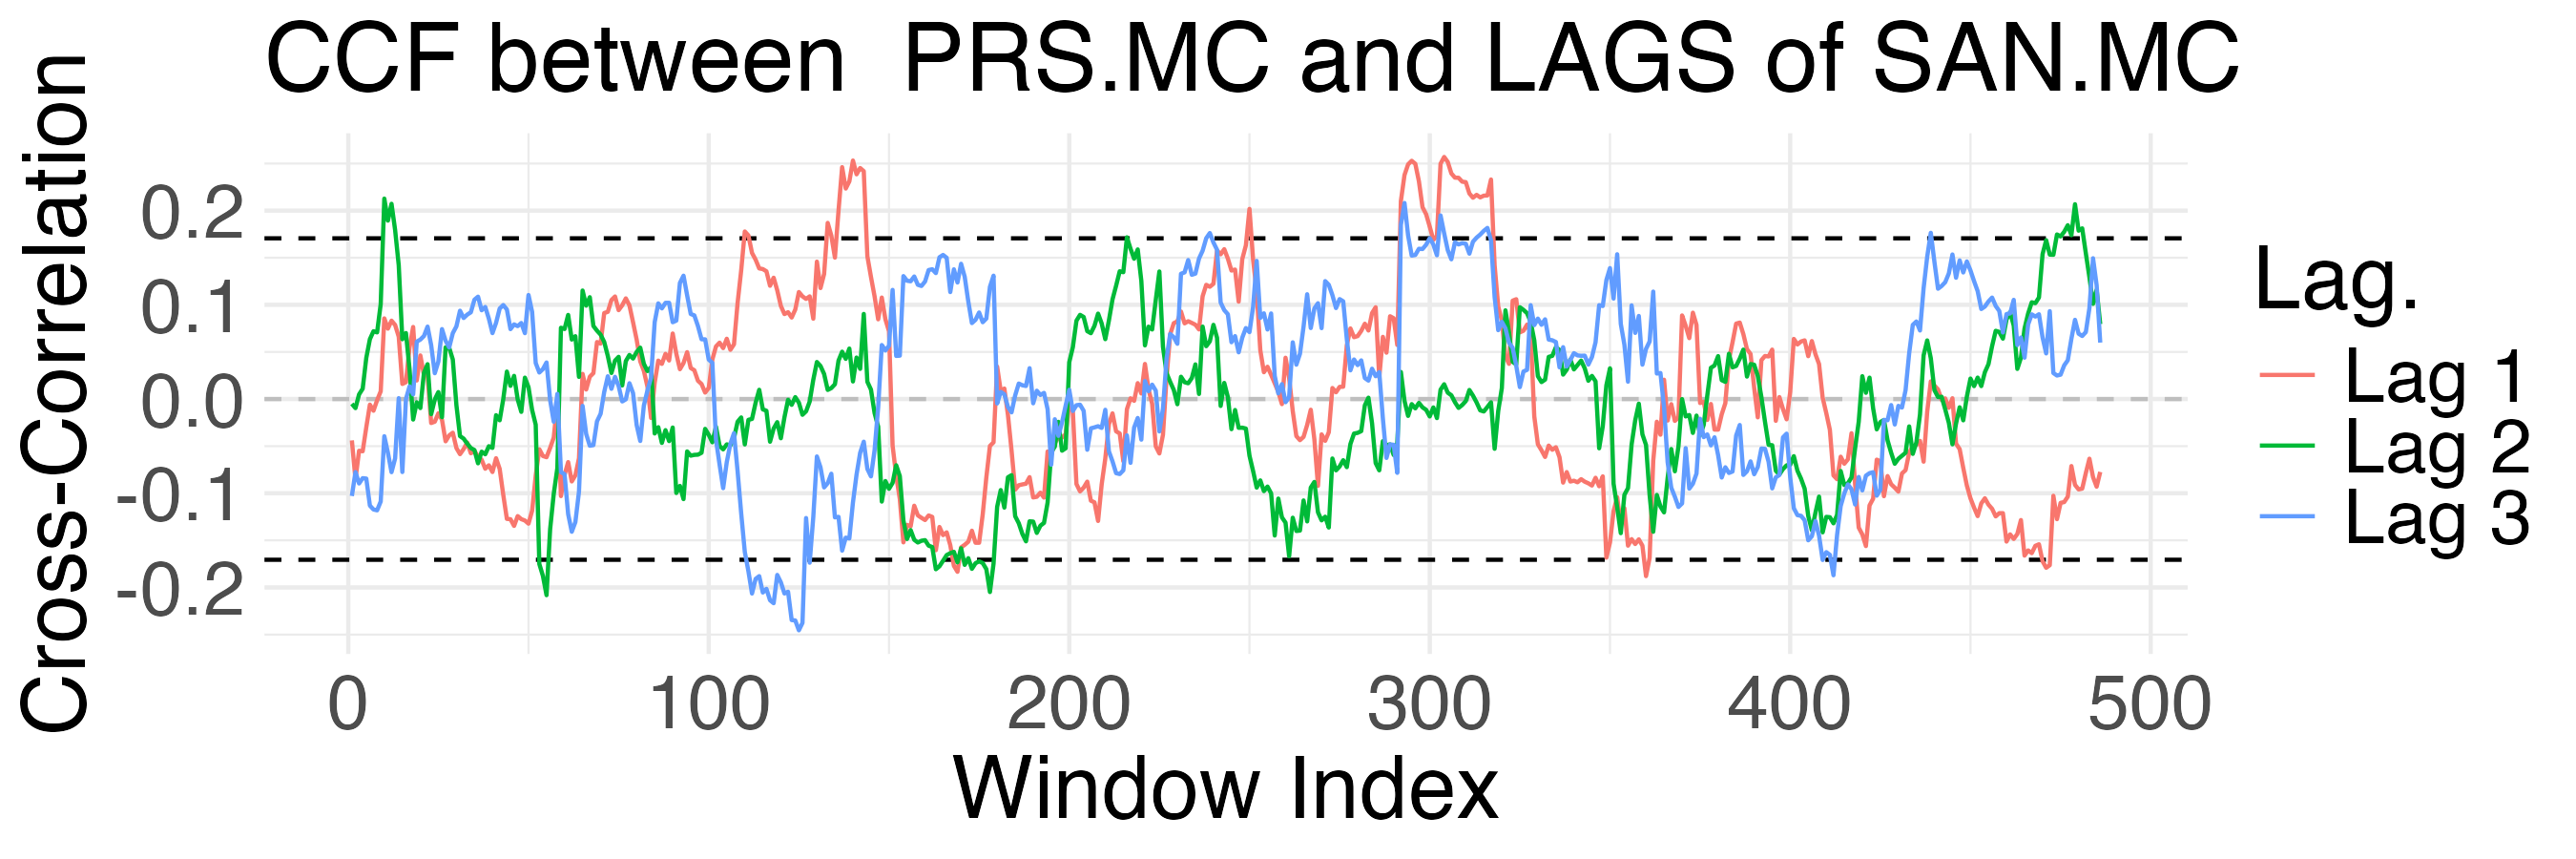 CCF between  PRS.MC and LAGS of SAN.MC
Cross-Correlation
0.2
0.1
0.0
-0.1
-0.2
0 100 200 300 400 500
Window Index
Lag.
Lag 1
Lag 2
Lag 3